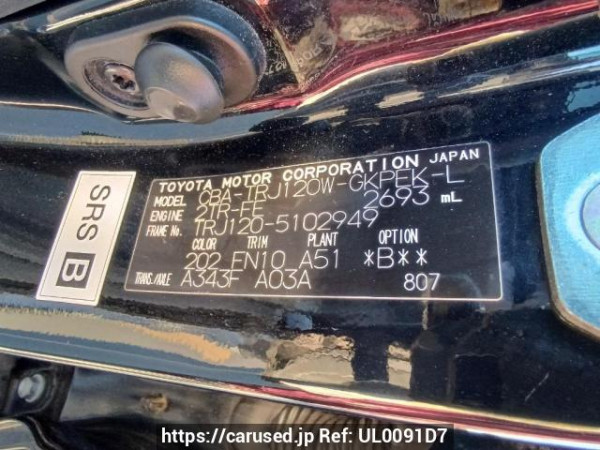 TOYOTA MOTOR CORPORATION JAPAN
MODEL CBA-TRJ120W-GKPEK-L
ENGINE 2TR-FE 2693 mL
FRAME No. TRJ120-5102949
COLOR TRIM PLANT OPTION
202 FN10 A51 *B**
TRANS./AXLE A343F A03A 807
SRS B
https://carused.jp Ref: UL0091D7